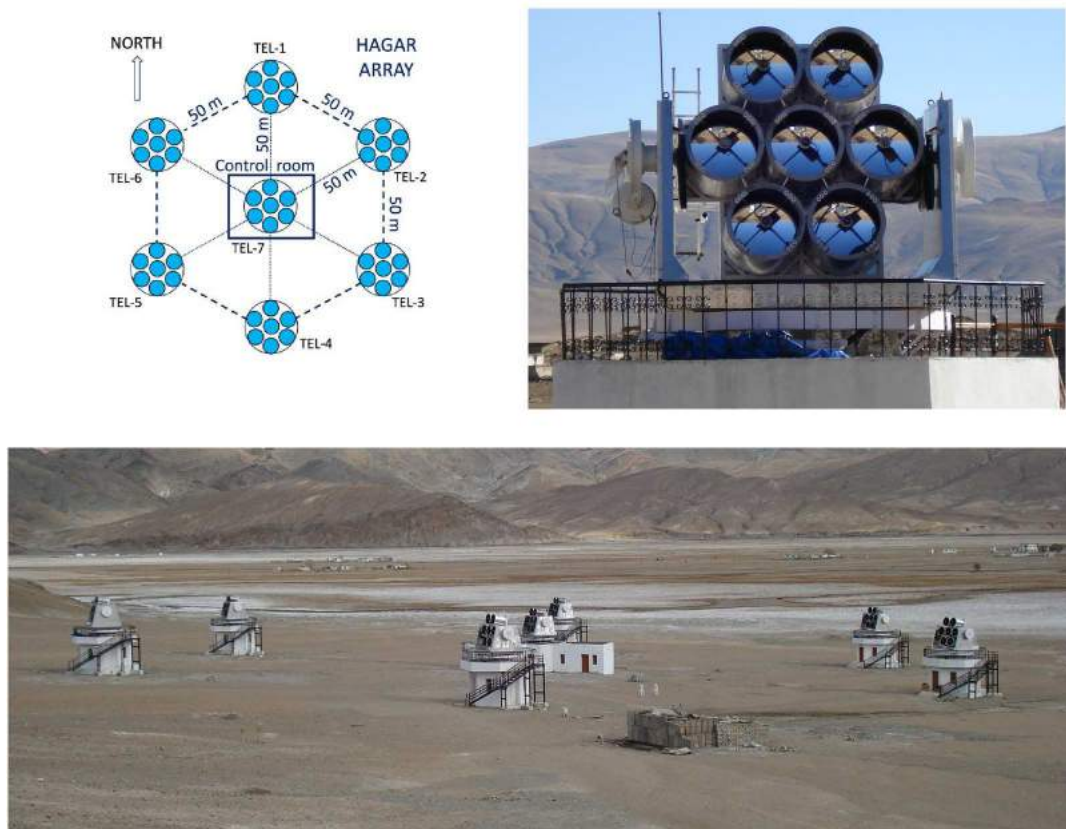 NORTH
TEL-1
HAGAR
ARRAY
50 m
50 m
50 m
TEL-6
TEL-2
Control room
50 m
50 m
TEL-7
TEL-5
TEL-3
TEL-4